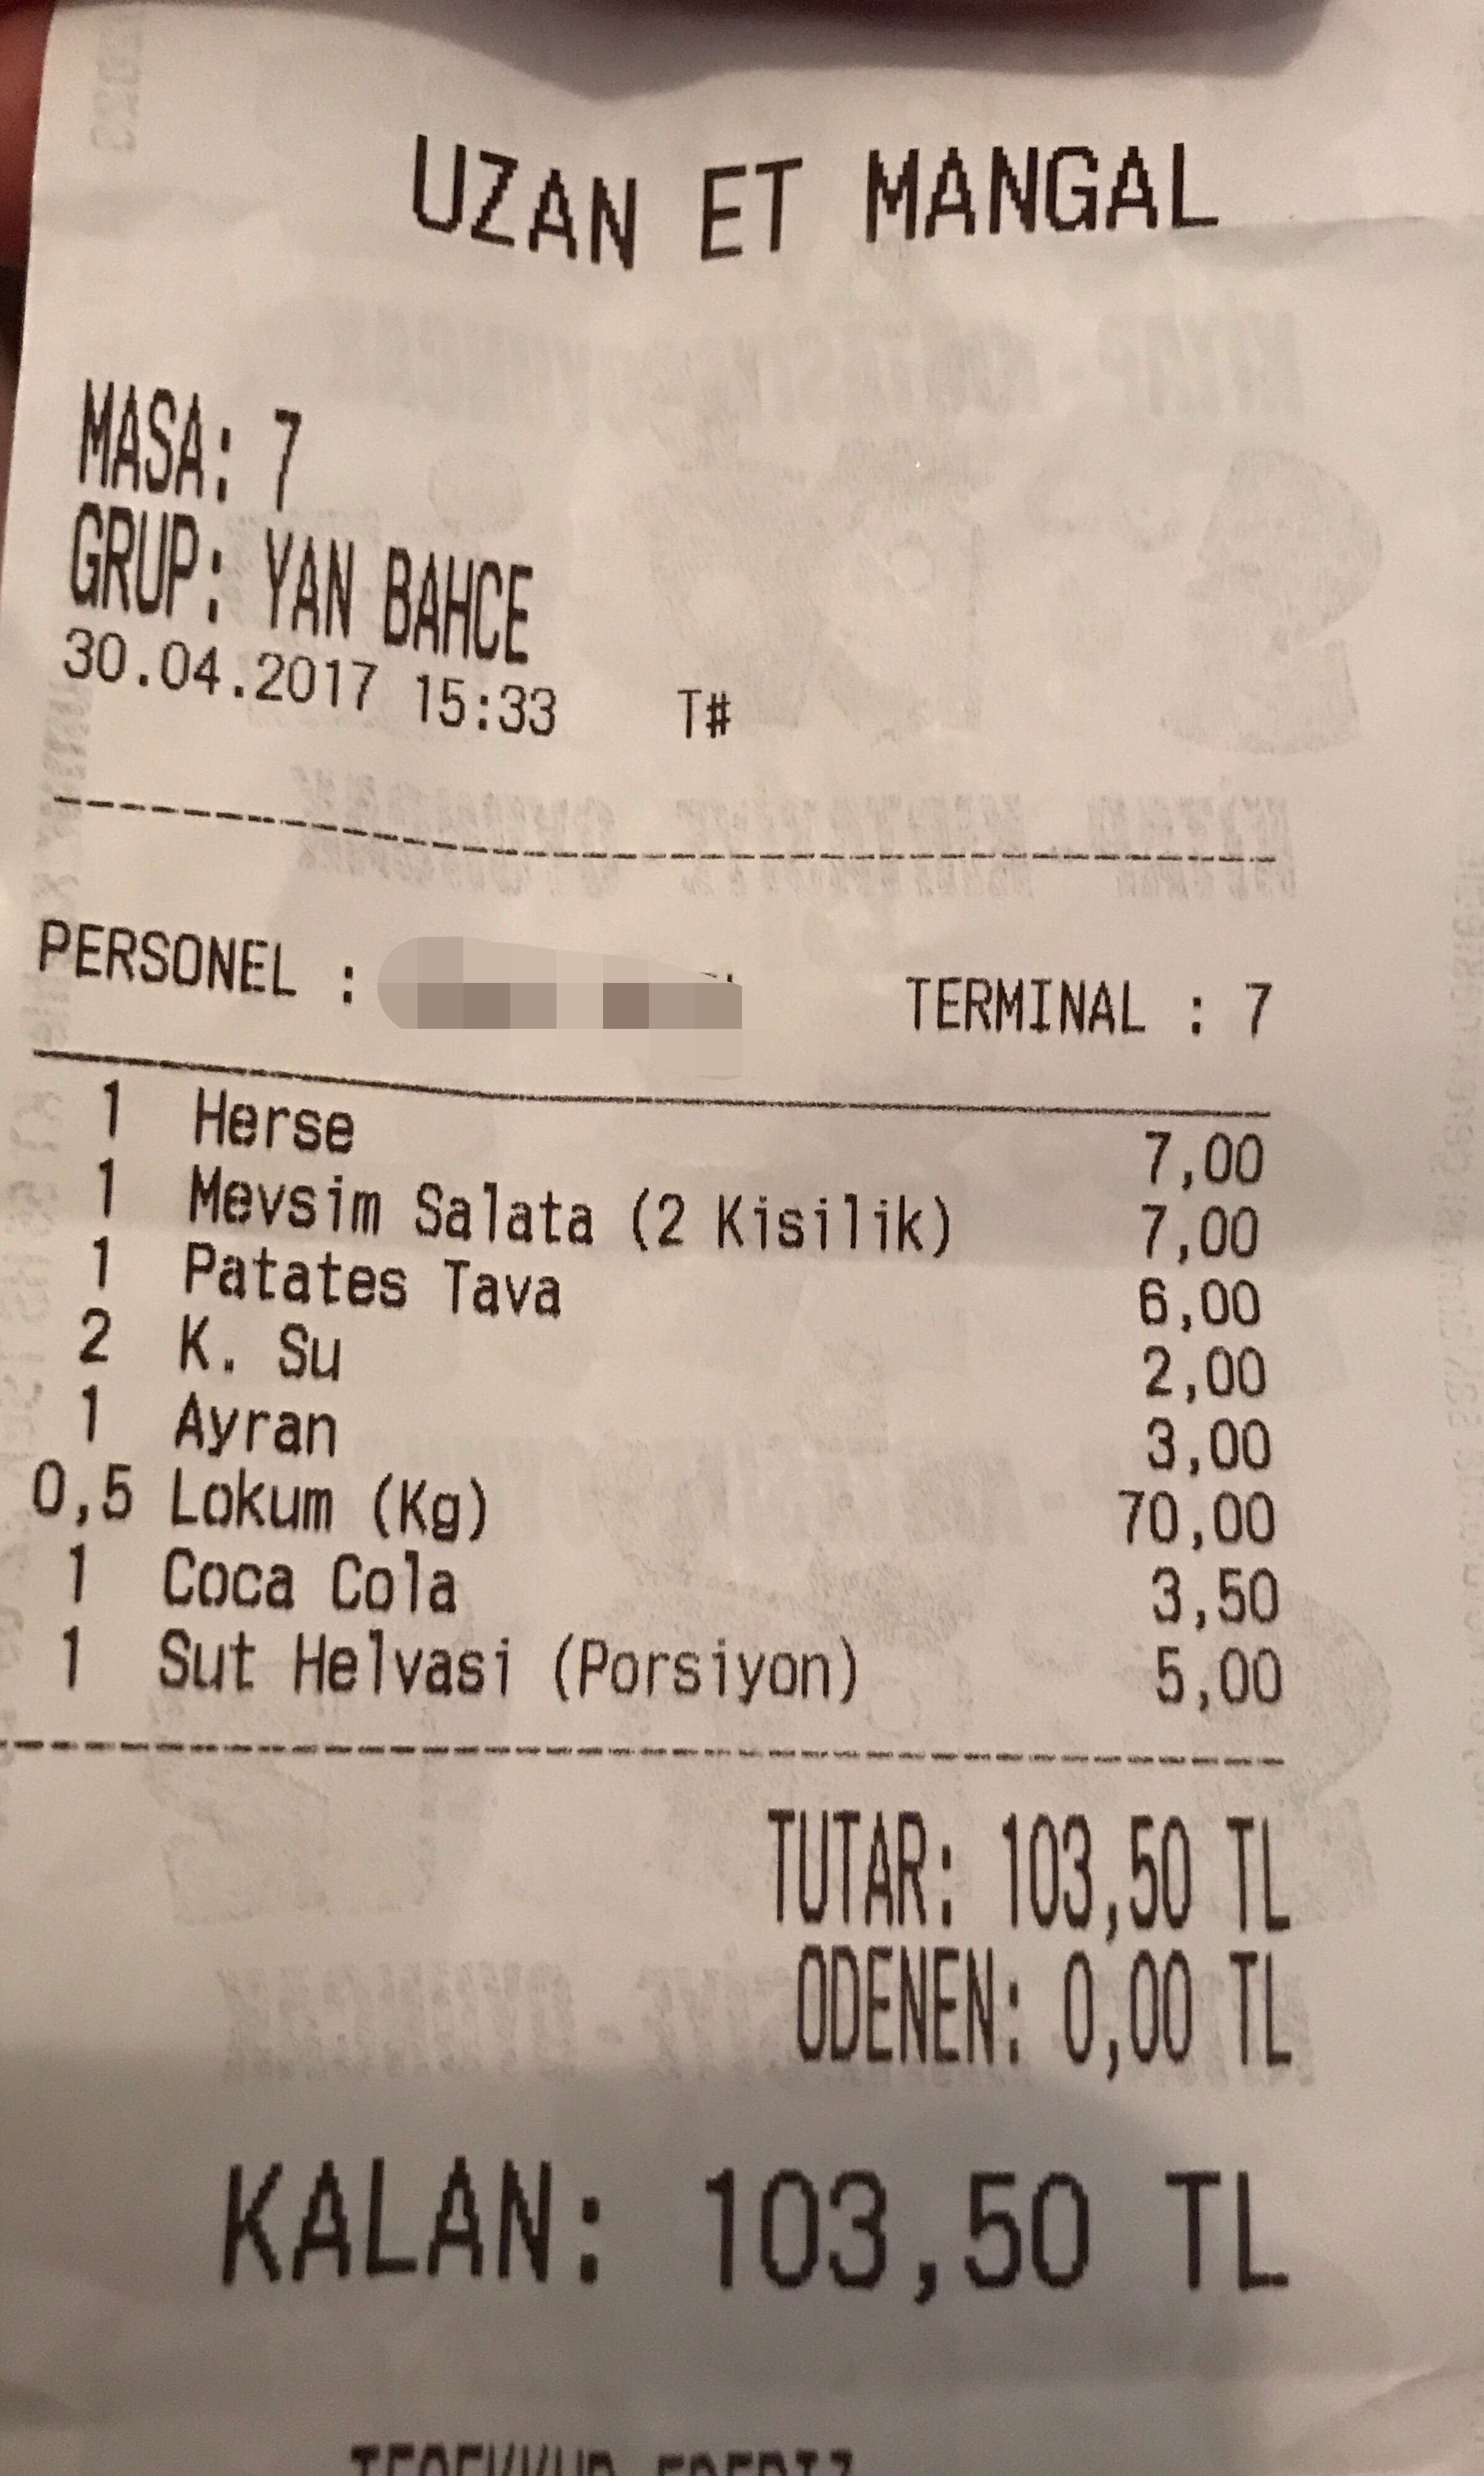 UZAN ET MANGAL
MASA: 7
GRUP: YAN BAHCE
30.04.2017 15:33 T#
PERSONEL : TERMINAL : 7
1 Herse 7,00
1 Mevsim Salata (2 Kisilik) 7,00
1 Patates Tava 6,00
2 K. Su 2,00
1 Ayran 3,00
0,5 Lokum (Kg) 70,00
1 Coca Cola 3,50
1 Sut Helvasi (Porsiyon) 5,00
TUTAR: 103,50 TL
ODENEN: 0,00 TL
KALAN: 103,50 TL